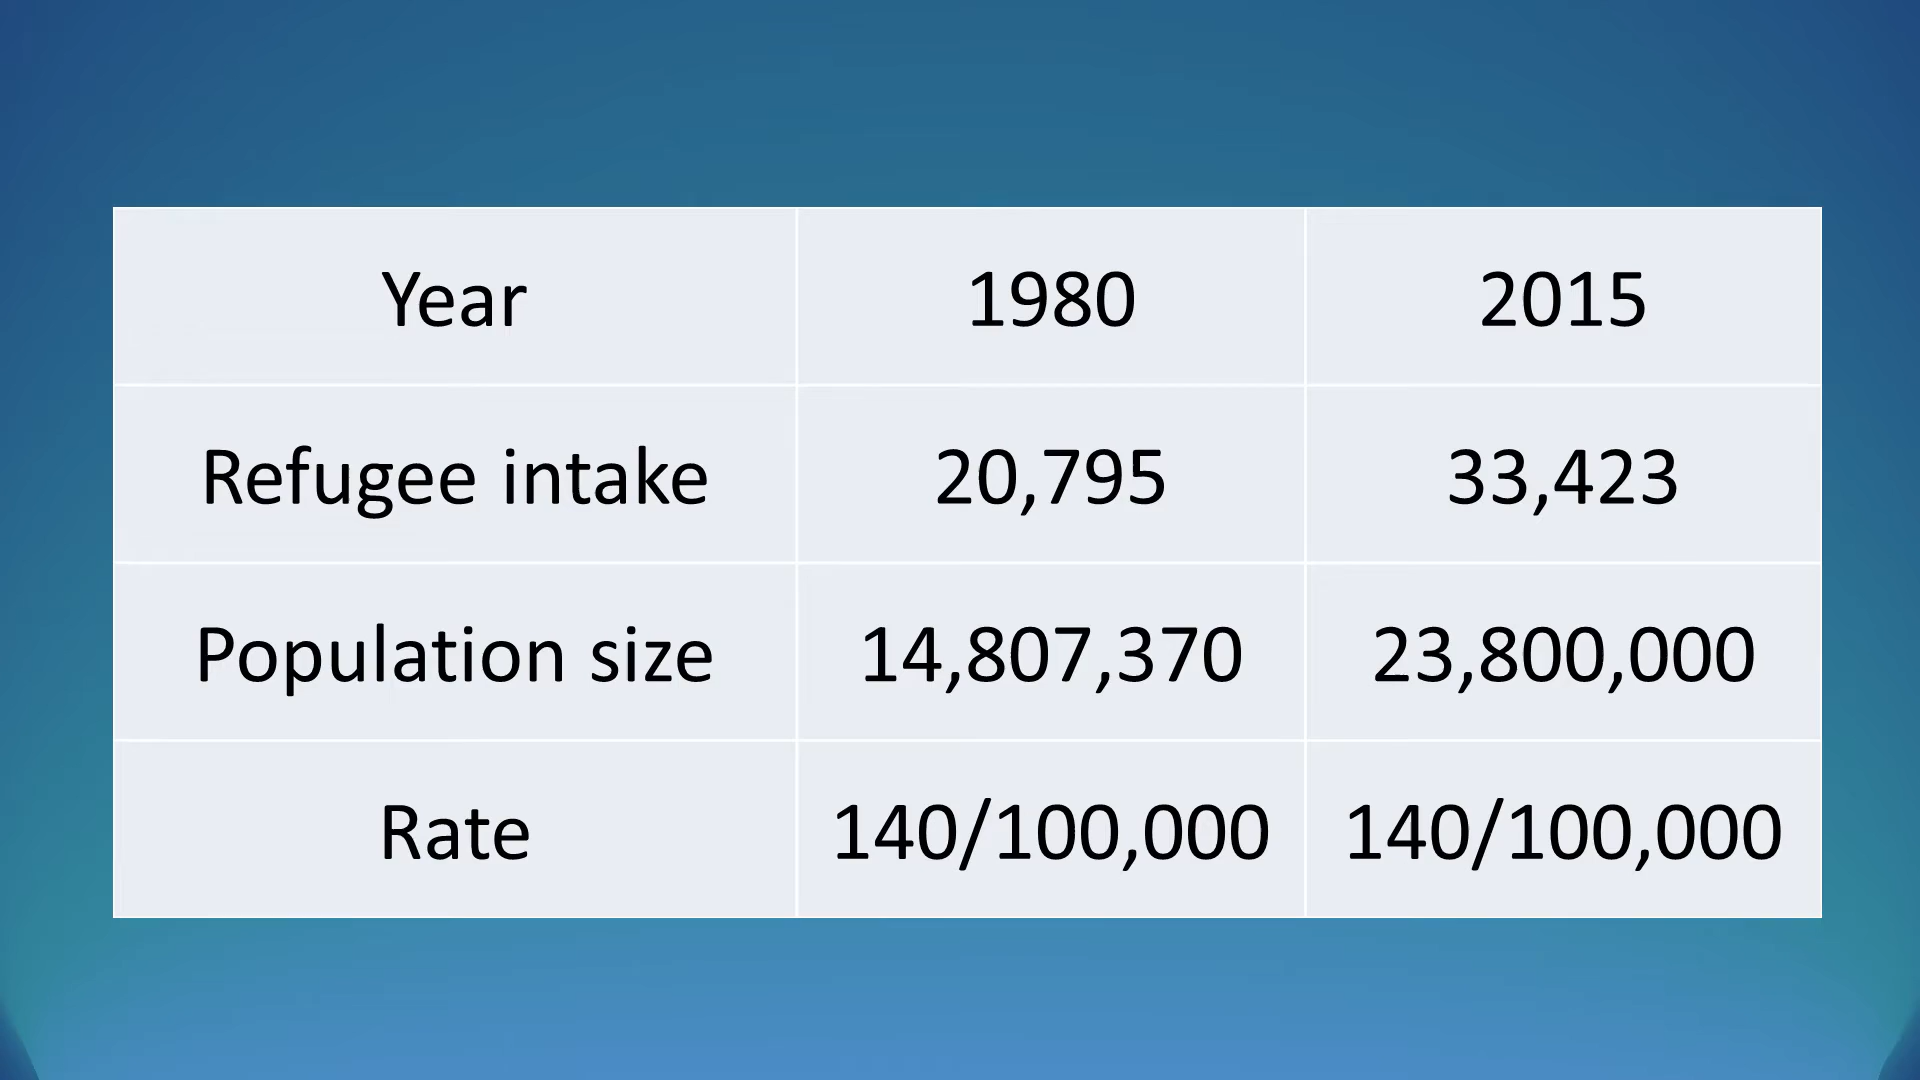 Year 1980 2015
Refugee intake 20,795 33,423
Population size 14,807,370 23,800,000
Rate 140/100,000 140/100,000